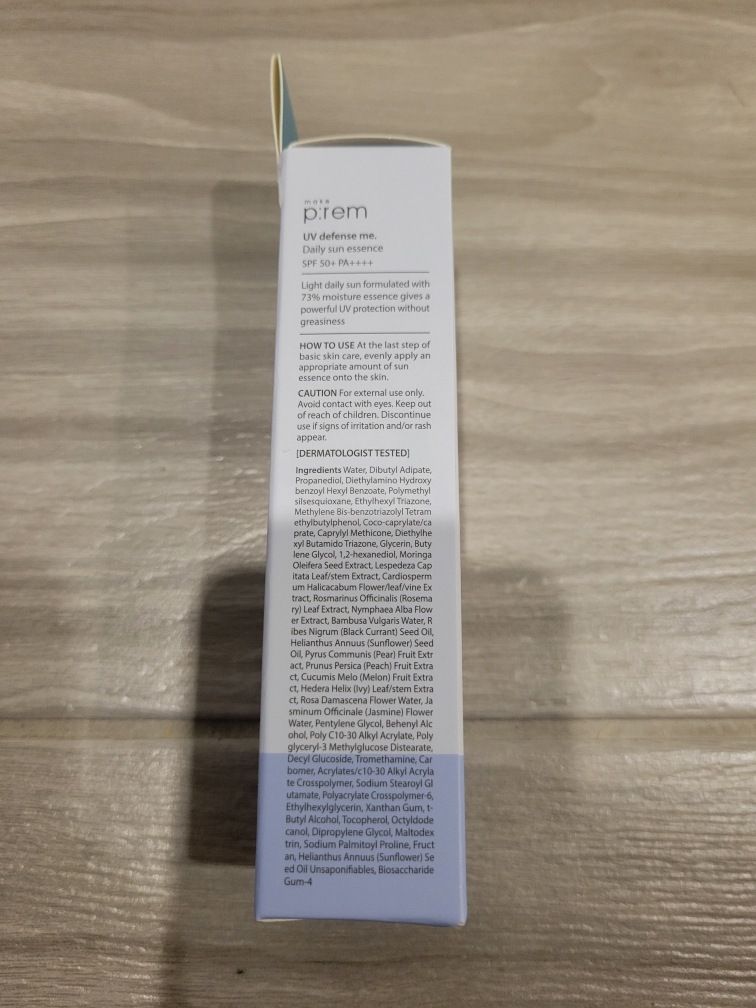 make
p:rem
UV defense me.
Daily sun essence
SPF 50+ PA++++
Light daily sun formulated with
73% moisture essence gives a
powerful UV protection without
greasiness
HOW TO USE At the last step of
basic skin care, evenly apply an
appropriate amount of sun
essence onto the skin.
CAUTION For external use only.
Avoid contact with eyes. Keep out
of reach of children. Discontinue
use if signs of irritation and/or rash
appear.
[DERMATOLOGIST TESTED]
Ingredients Water, Dibutyl Adipate,
Propanediol, Diethylamino Hydroxy
benzoyl Hexyl Benzoate, Polymethyl
silsesquioxane, Ethylhexyl Triazone,
Methylene Bis-benzotriazolyl Tetram
ethylbutylphenol, Coco-caprylate/ca
prate, Caprylyl Methicone, Diethylhe
xyl Butamido Triazone, Glycerin, Buty
lene Glycol, 1,2-hexanediol, Moringa
Oleifera Seed Extract, Lespedeza Cap
itata Leaf/stem Extract, Cardiosperm
um Halicacabum Flower/leaf/vine Ex
tract, Rosmarinus Officinalis (Rosema
ry) Leaf Extract, Nymphaea Alba Flow
er Extract, Bambusa Vulgaris Water, R
ibes Nigrum (Black Currant) Seed Oil,
Helianthus Annuus (Sunflower) Seed
Oil, Pyrus Communis (Pear) Fruit Extr
act, Prunus Persica (Peach) Fruit Extra
ct, Cucumis Melo (Melon) Fruit Extra
ct, Hedera Helix (Ivy) Leaf/stem Extra
ct, Rosa Damascena Flower Water, Ja
sminum Officinale (Jasmine) Flower
Water, Pentylene Glycol, Behenyl Alc
ohol, Poly C10-30 Alkyl Acrylate, Poly
glyceryl-3 Methylglucose Distearate,
Decyl Glucoside, Tromethamine, Car
bomer, Acrylates/c10-30 Alkyl Acryla
te Crosspolymer, Sodium Stearoyl Gl
utamate, Polyacrylate Crosspolymer-6,
Ethylhexylglycerin, Xanthan Gum, t-
Butyl Alcohol, Tocopherol, Octyldode
canol, Dipropylene Glycol, Maltodex
trin, Sodium Palmitoyl Proline, Fruct
an, Helianthus Annuus (Sunflower) Se
ed Oil Unsaponifiables, Biosaccharide
Gum-4